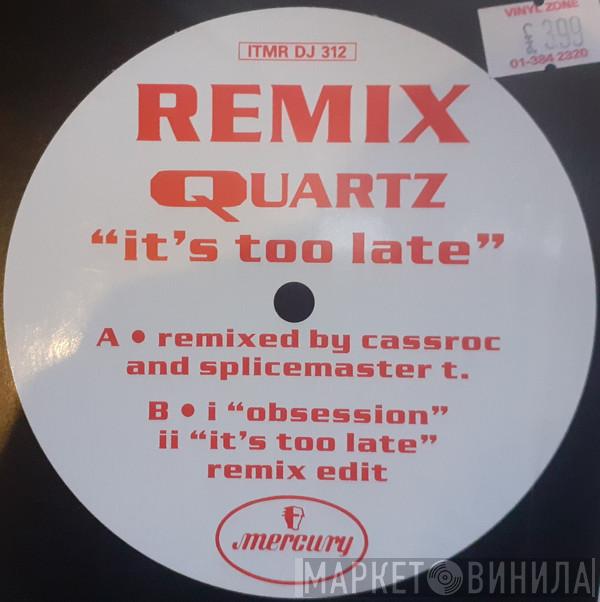 VINYL ZONE
£ 3.99
01-384 2320
ITMR DJ 312
REMIX
QUARTZ
“it's too late”
A • remixed by cassroc
and splicemaster t.
B • i “obsession”
ii “it's too late”
remix edit
mercury
МАРКЕТ ВИНИЛА